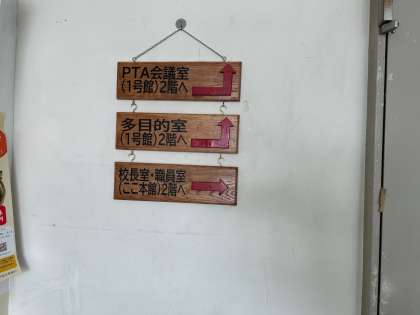 PTA会議室
(1号館)2階へ
多目的室
(1号館)2階へ
校長室・職員室
(ここ本館)2階へ